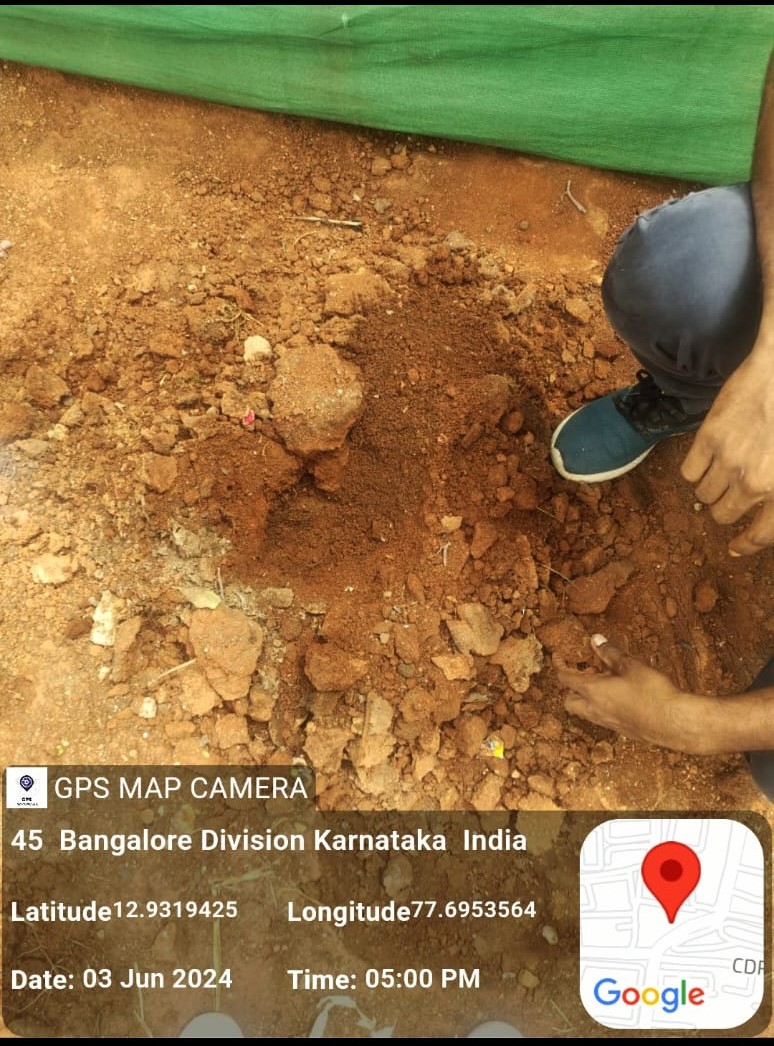 GPS MAP CAMERA
45 Bangalore Division Karnataka India
Latitude12.9319425 Longitude77.6953564
Date: 03 Jun 2024 Time: 05:00 PM
CDP
Google